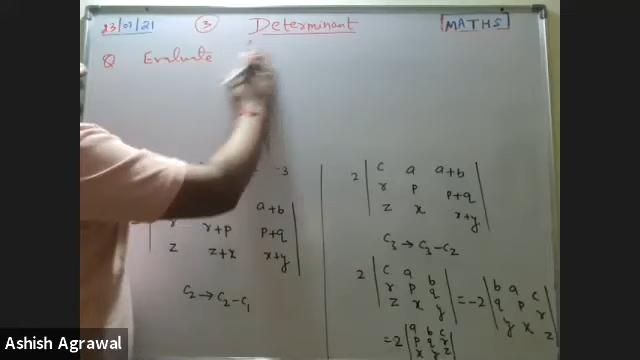 23/07/21 3 Determinant MATHS
Q Evaluate
-3
a+b
r r+p p+q
z z+x x+y
C2 → C2-C1
2 | c a a+b |
r p p+q
z x x+y
C3 → C3-C2
2 | c a b | = -2 | b a c |
r p q q p r
z x y y x z
= 2 | a b c |
p q r
x y z
Ashish Agrawal